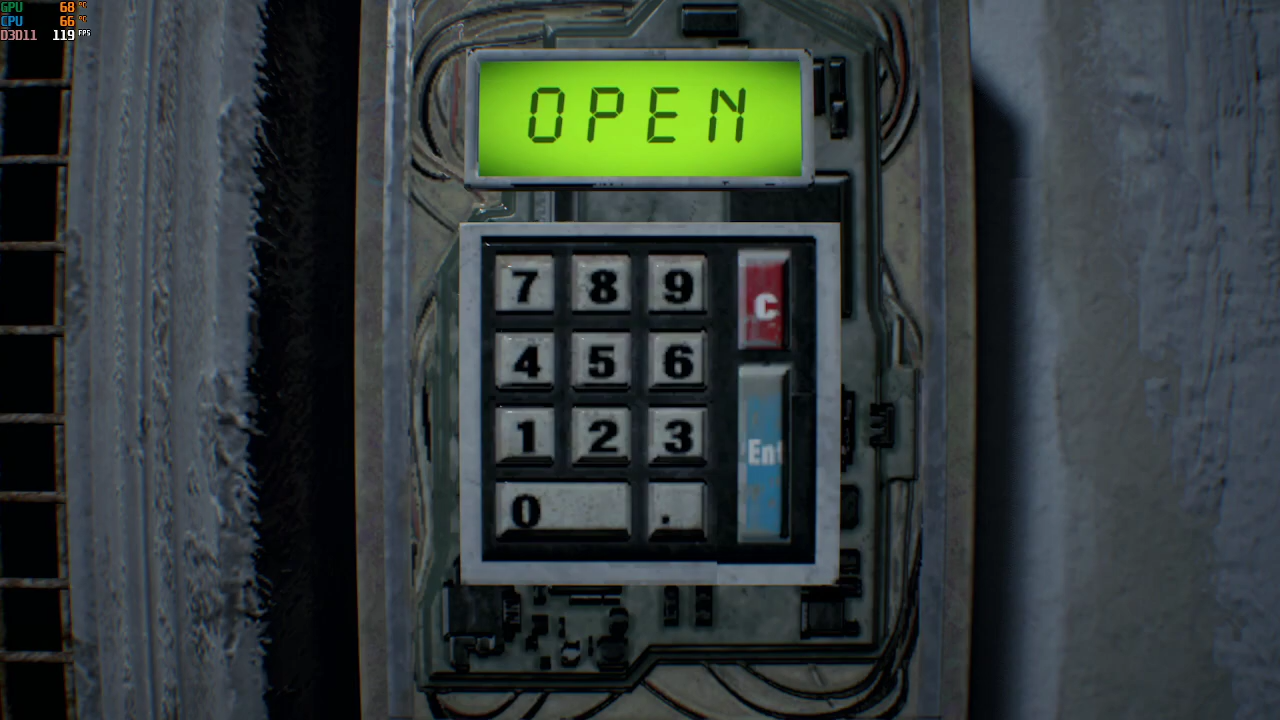 GPU 68 °C
CPU 66 °C
D3D11 119 FPS
OPEN
7 8 9 C
4 5 6
1 2 3 Ent
0 .